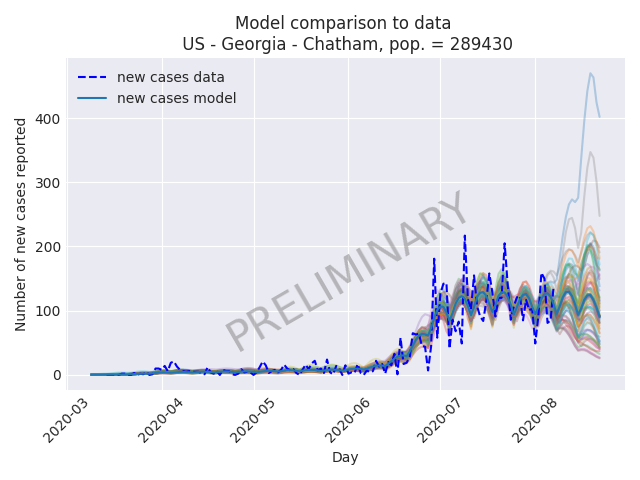 Model comparison to data
US - Georgia - Chatham, pop. = 289430
new cases data
new cases model
PRELIMINARY
Number of new cases reported
400
300
200
100
0
2020-03
2020-04
2020-05
2020-06
2020-07
2020-08
Day